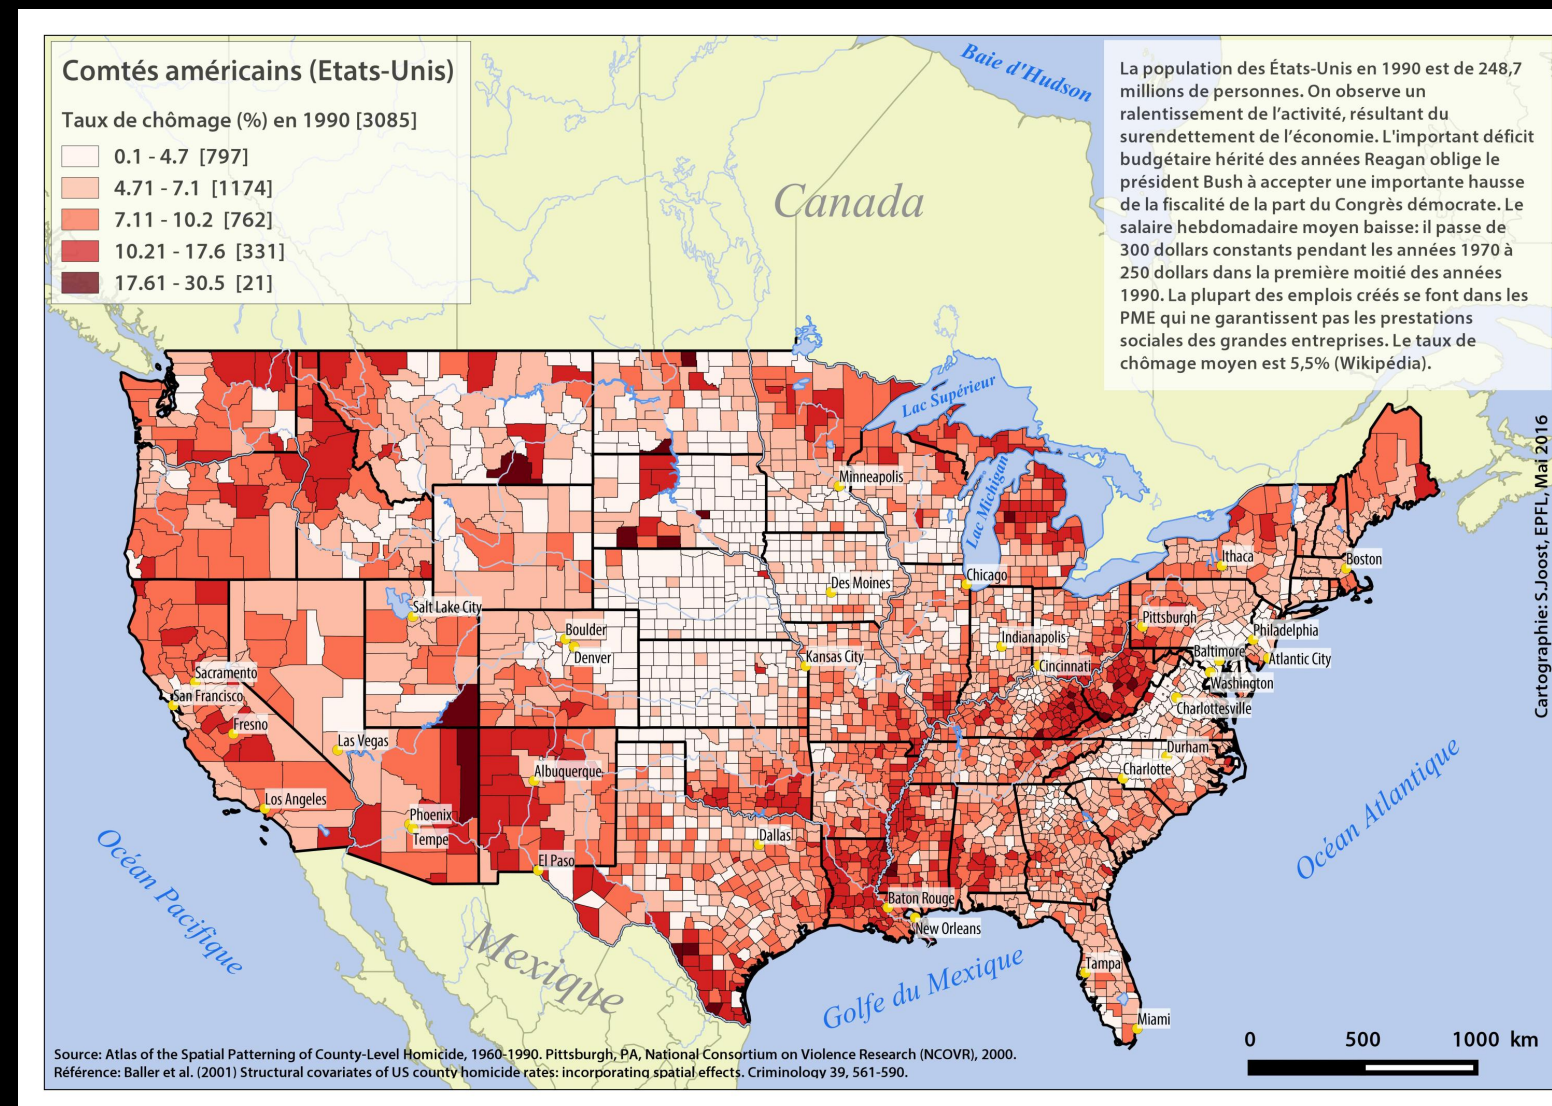 Comtés américains (Etats-Unis)
Taux de chômage (%) en 1990 [3085]
0.1 - 4.7 [797]
4.71 - 7.1 [1174]
7.11 - 10.2 [762]
10.21 - 17.6 [331]
17.61 - 30.5 [21]
La population des États-Unis en 1990 est de 248,7
millions de personnes. On observe un
ralentissement de l’activité, résultant du
surendettement de l’économie. L'important déficit
budgétaire hérité des années Reagan oblige le
président Bush à accepter une importante hausse
de la fiscalité de la part du Congrès démocrate. Le
salaire hebdomadaire moyen baisse: il passe de
300 dollars constants pendant les années 1970 à
250 dollars dans la première moitié des années
1990. La plupart des emplois créés se font dans les
PME qui ne garantissent pas les prestations
sociales des grandes entreprises. Le taux de
chômage moyen est 5,5% (Wikipédia).
Baie d'Hudson
Canada
Lac Supérieur
Lac Michigan
Minneapolis
Ithaca
Boston
Chicago
Des Moines
Salt Lake City
Pittsburgh
Boulder
Indianapolis
Philadelphia
Denver
Kansas City
Baltimore
Atlantic City
Cincinnati
Sacramento
Washington
San Francisco
Charlottesville
Fresno
Las Vegas
Durham
Albuquerque
Charlotte
Los Angeles
Phoenix
Tempe
Dallas
El Paso
Baton Rouge
New Orleans
Tampa
Miami
Océan Pacifique
Mexique
Golfe du Mexique
Océan Atlantique
Cartographie: S.Joost, EPFL, Mai 2016
0 500 1000 km
Source: Atlas of the Spatial Patterning of County-Level Homicide, 1960-1990. Pittsburgh, PA, National Consortium on Violence Research (NCOVR), 2000.
Référence: Baller et al. (2001) Structural covariates of US county homicide rates: incorporating spatial effects. Criminology 39, 561-590.